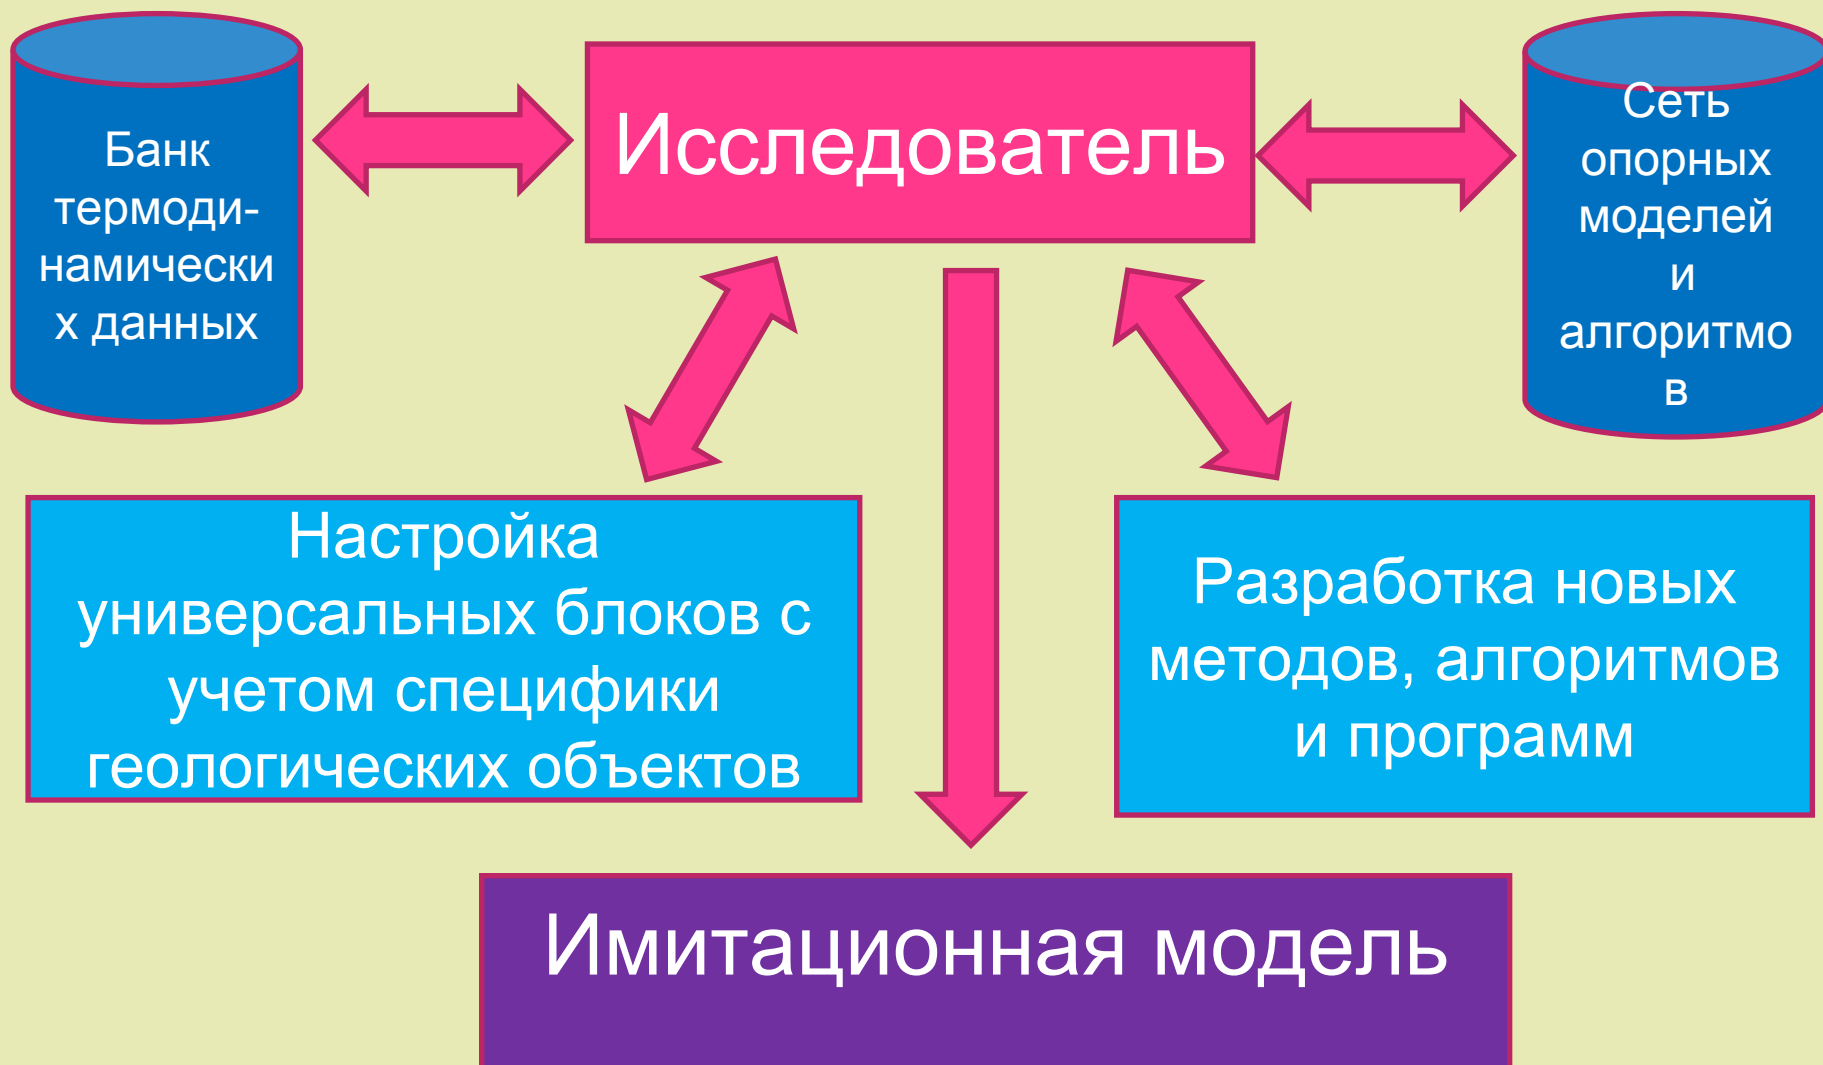 Банк
термоди-
намически
х данных
Исследователь
Сеть
опорных
моделей
и
алгоритмо
в
Настройка
универсальных блоков с
учетом специфики
геологических объектов
Разработка новых
методов, алгоритмов
и программ
Имитационная модель